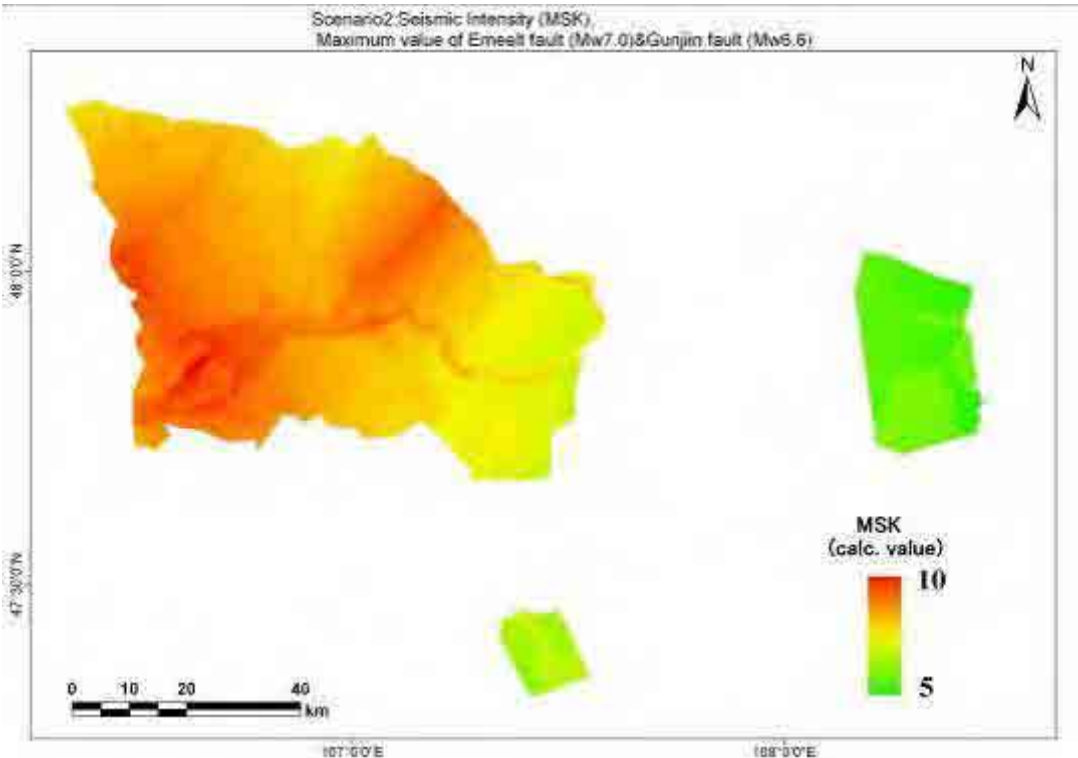 Scenario2:Seismic Intensity (MSK),
Maximum value of Emeelt fault (Mw7.0)&Gunjiin fault (Mw6.6)
N
48°0'0"N
47°30'0"N
MSK
(calc. value)
10
5
0 10 20 40
km
107°0'0"E
108°0'0"E